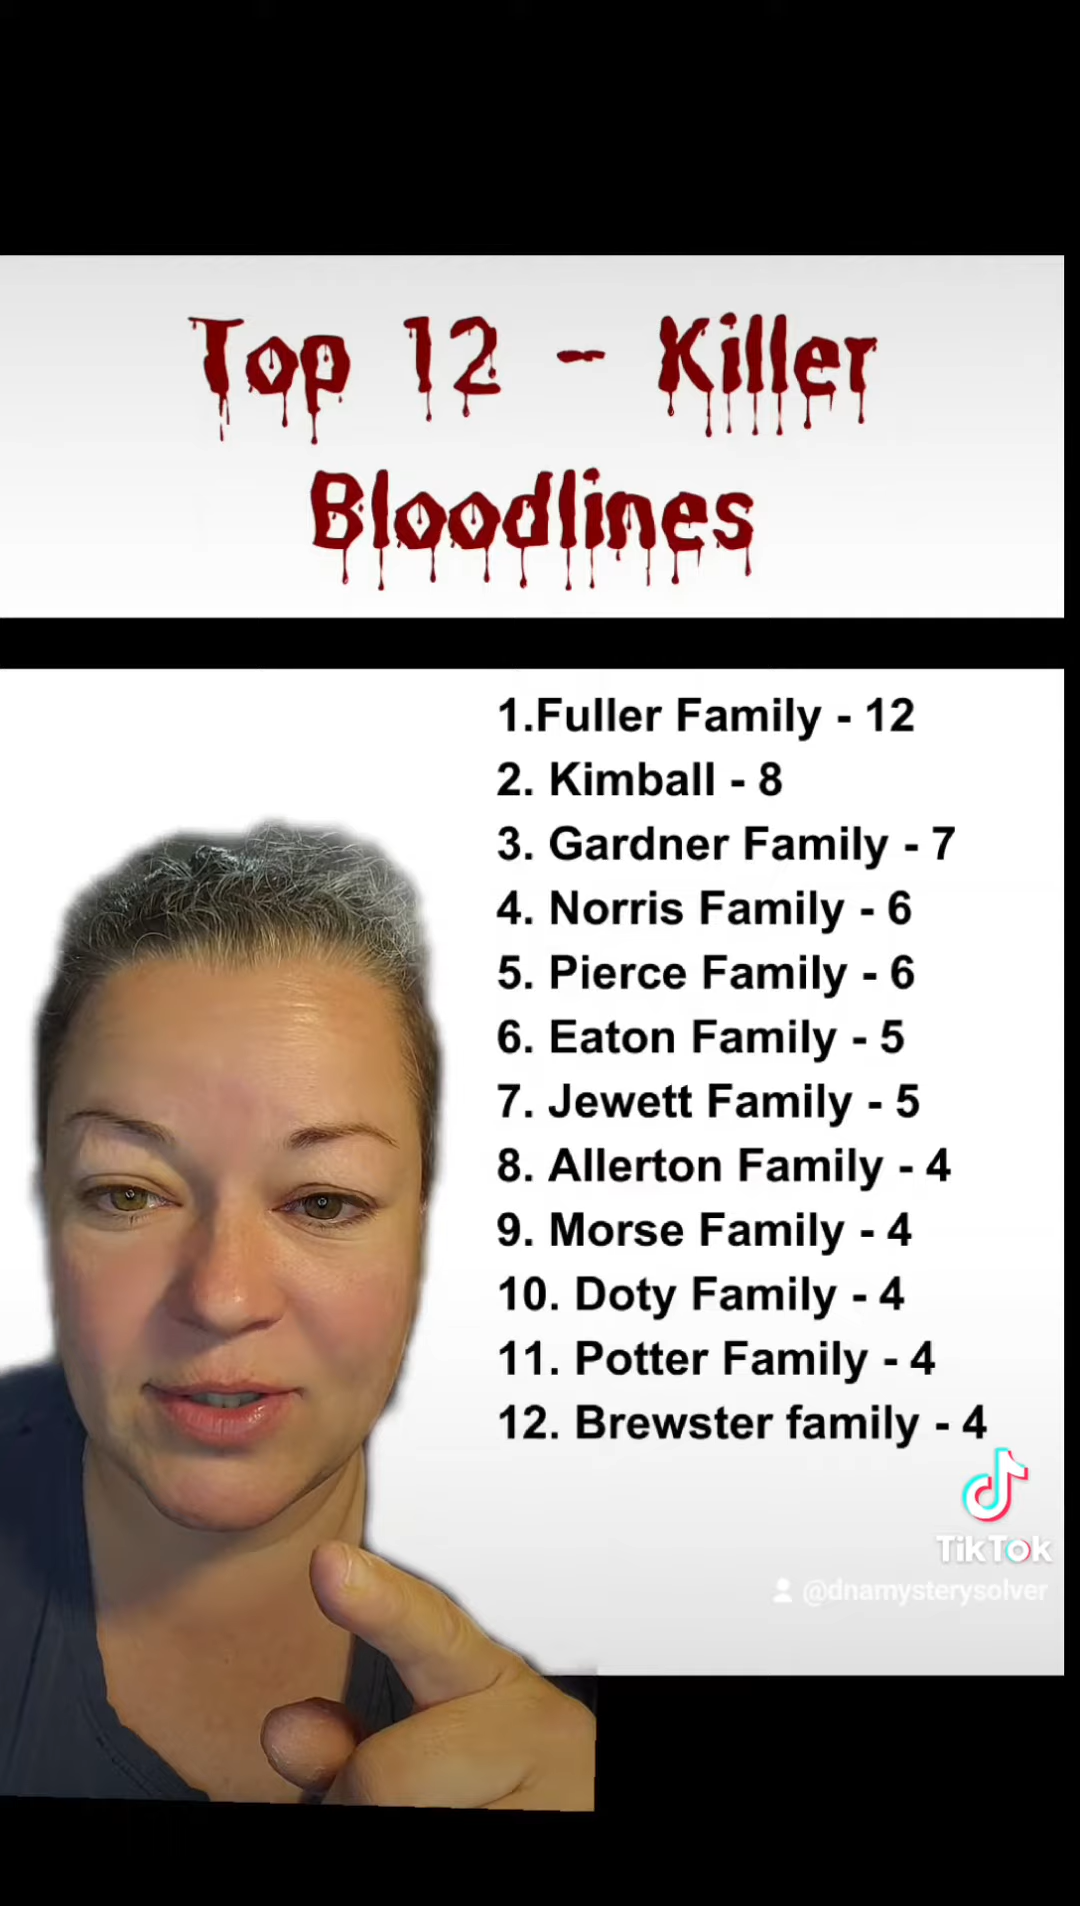 Top 12 - Killer
Bloodlines
1.Fuller Family - 12
2. Kimball - 8
3. Gardner Family - 7
4. Norris Family - 6
5. Pierce Family - 6
6. Eaton Family - 5
7. Jewett Family - 5
8. Allerton Family - 4
9. Morse Family - 4
10. Doty Family - 4
11. Potter Family - 4
12. Brewster family - 4
TikTok
@dnamysterysolver